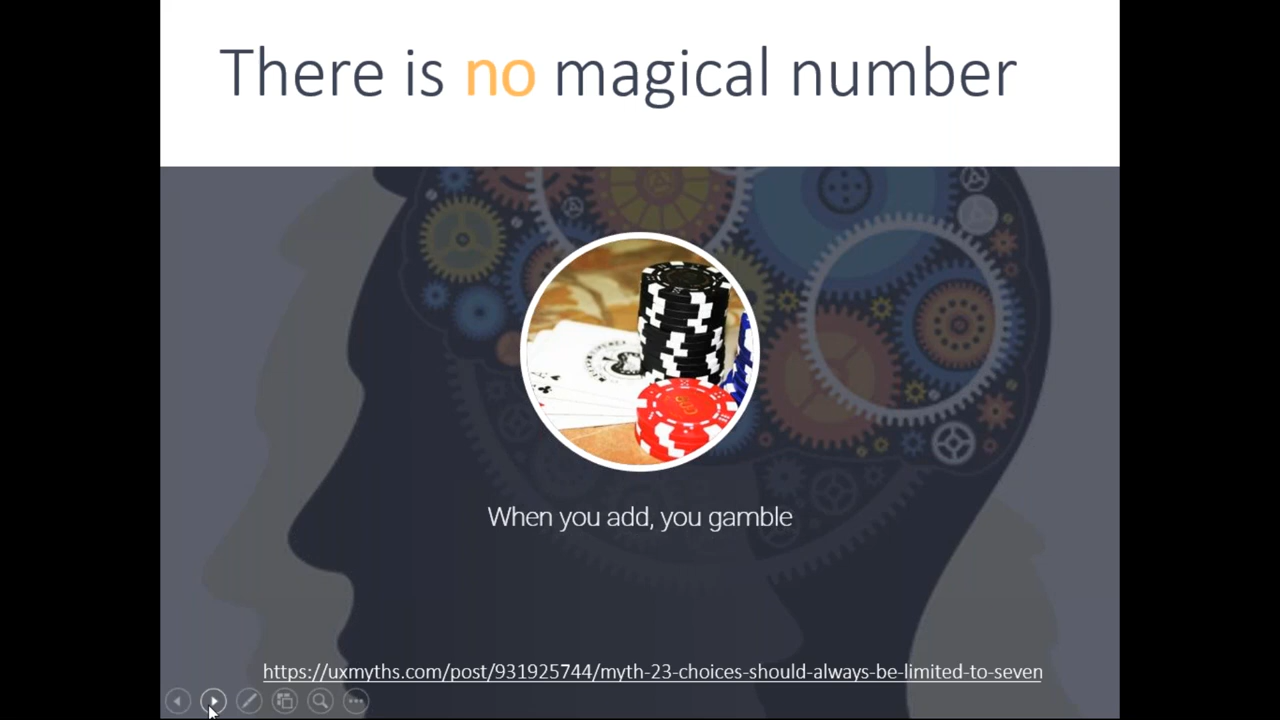 There is no magical number
When you add, you gamble
https://uxmyths.com/post/931925744/myth-23-choices-should-always-be-limited-to-seven